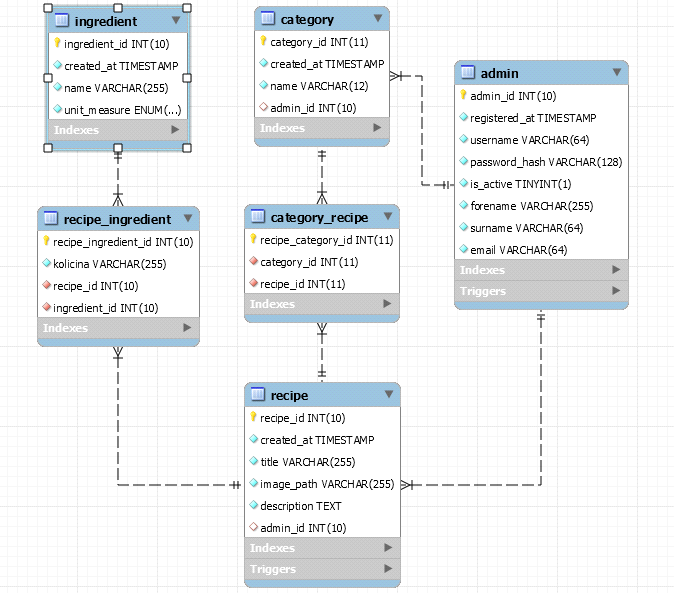 ingredient
ingredient_id INT(10)
created_at TIMESTAMP
name VARCHAR(255)
unit_measure ENUM(...)
Indexes
category
category_id INT(11)
created_at TIMESTAMP
name VARCHAR(12)
admin_id INT(10)
Indexes
admin
admin_id INT(10)
registered_at TIMESTAMP
username VARCHAR(64)
password_hash VARCHAR(128)
is_active TINYINT(1)
forename VARCHAR(255)
surname VARCHAR(64)
email VARCHAR(64)
Indexes
Triggers
recipe_ingredient
recipe_ingredient_id INT(10)
kolicina VARCHAR(255)
recipe_id INT(10)
ingredient_id INT(10)
Indexes
category_recipe
recipe_category_id INT(11)
category_id INT(11)
recipe_id INT(11)
Indexes
recipe
recipe_id INT(10)
created_at TIMESTAMP
title VARCHAR(255)
image_path VARCHAR(255)
description TEXT
admin_id INT(10)
Indexes
Triggers